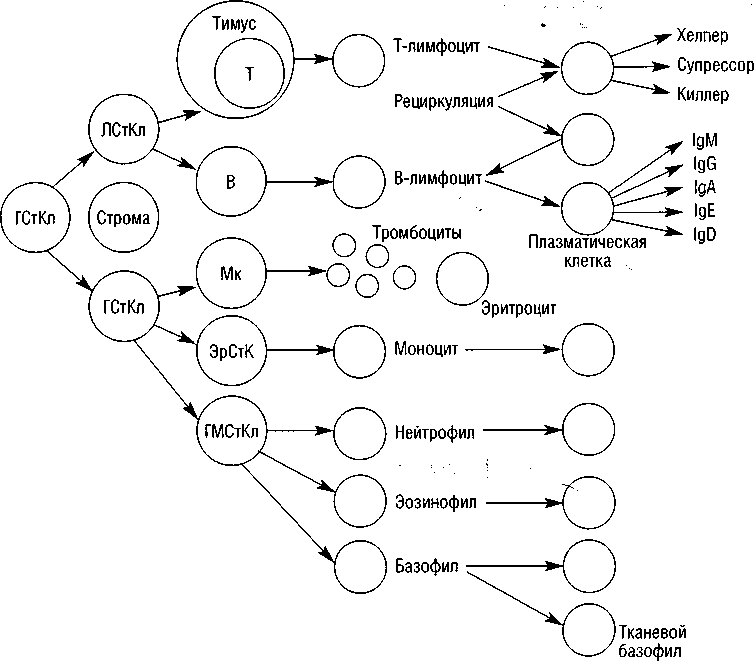 Тимус
Т
Т-лимфоцит
Хелпер
Супрессор
Киллер
Рециркуляция
ЛСтКл
В
В-лимфоцит
IgM
IgG
IgA
IgE
IgD
Плазматическая
клетка
ГСтКл
Строма
Тромбоциты
Мк
Эритроцит
ГСтКл
ЭрСтК
Моноцит
ГМСтКл
Нейтрофил
Эозинофил
Базофил
Тканевой
базофил